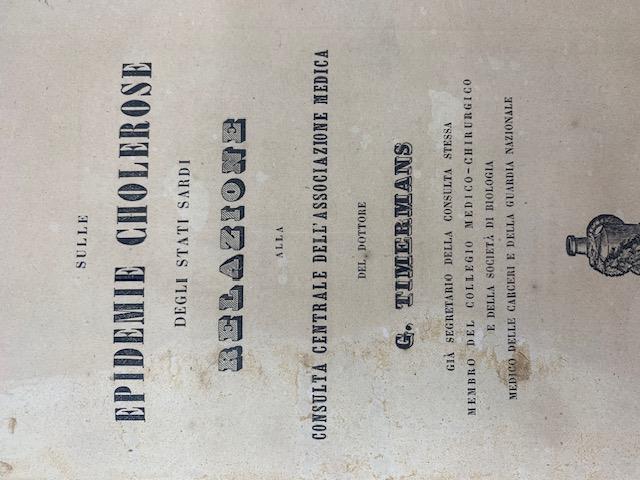 SULLE
EPIDEMIE CHOLEROSE
DEGLI STATI SARDI
RELAZIONE
ALLA
CONSULTA CENTRALE DELL'ASSOCIAZIONE MEDICA
DEL DOTTORE
G. TIMERMANS
GIÀ SEGRETARIO DELLA CONSULTA STESSA
MEMBRO DEL COLLEGIO MEDICO-CHIRURGICO
E DELLA SOCIETÀ DI BIOLOGIA
MEDICO DELLE CARCERI E DELLA GUARDIA NAZIONALE